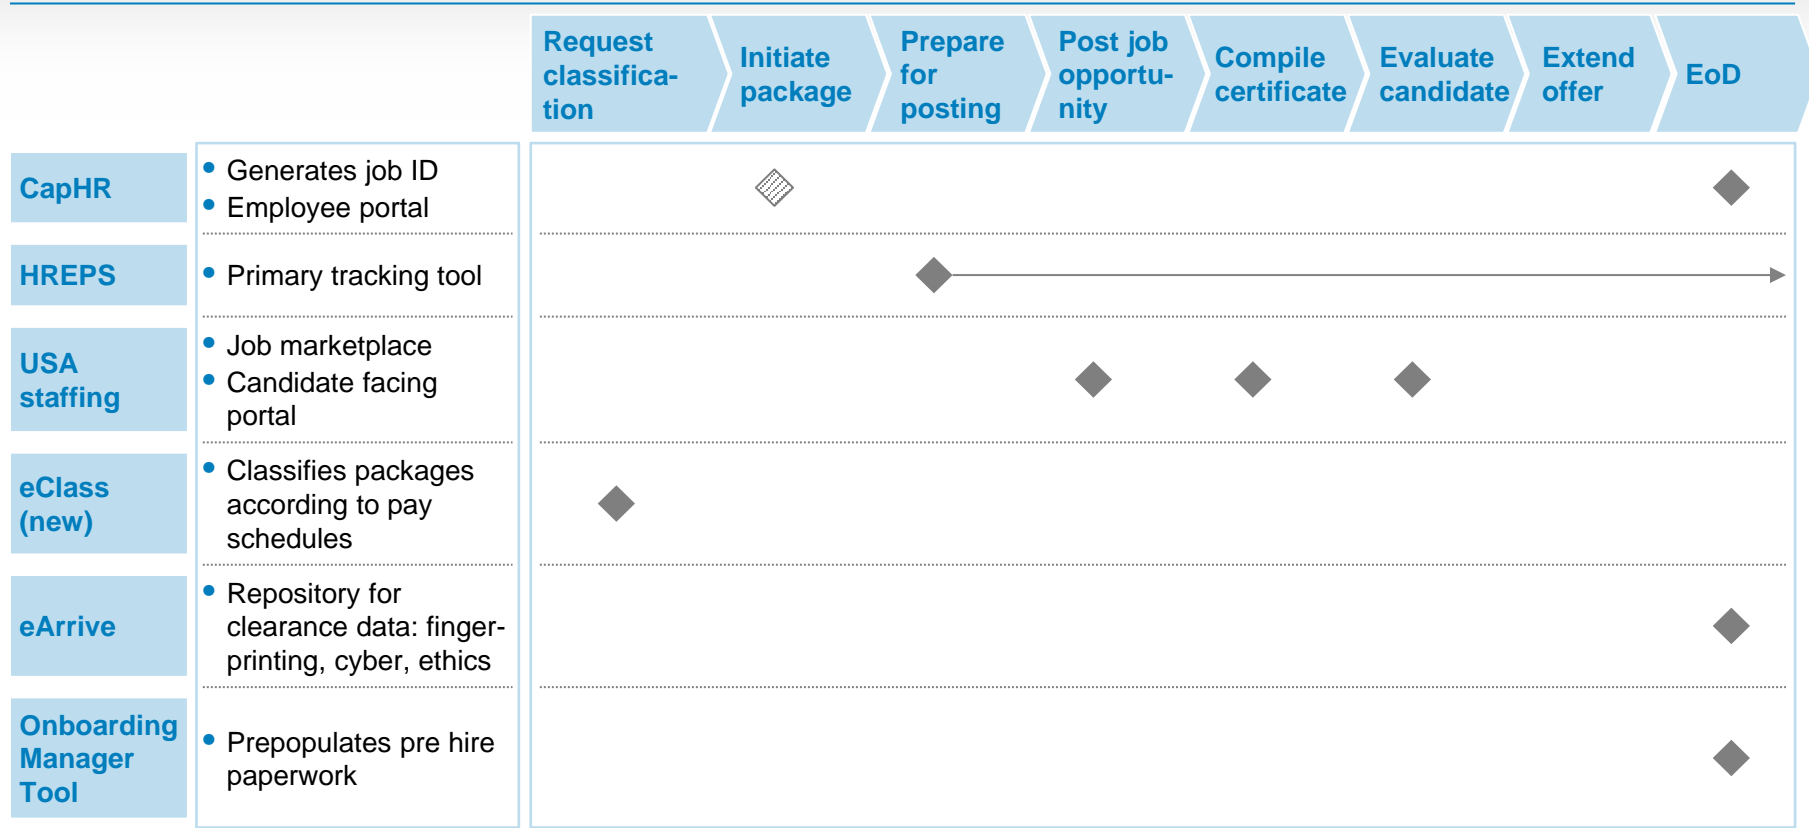 Request
classifica-
tion
Initiate
package
Prepare
for
posting
Post job
opportu-
nity
Compile
certificate
Evaluate
candidate
Extend
offer
EoD
CapHR
• Generates job ID
• Employee portal
HREPS
• Primary tracking tool
USA
staffing
• Job marketplace
• Candidate facing
portal
eClass
(new)
• Classifies packages
according to pay
schedules
eArrive
• Repository for
clearance data: finger-
printing, cyber, ethics
Onboarding
Manager
Tool
• Prepopulates pre hire
paperwork